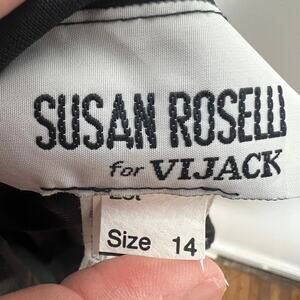 SUSAN ROSELLI
for VIJACK
Size 14